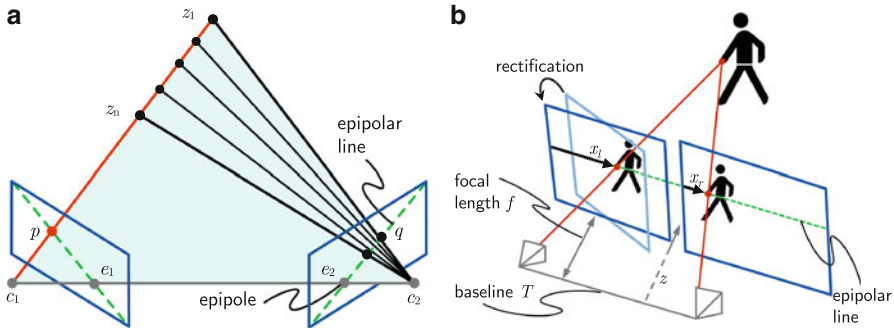 a
z1
zn
epipolar
line
p
q
e1
e2
c1
epipole
c2
b
rectification
xl
xr
focal
length f
z
baseline T
epipolar
line